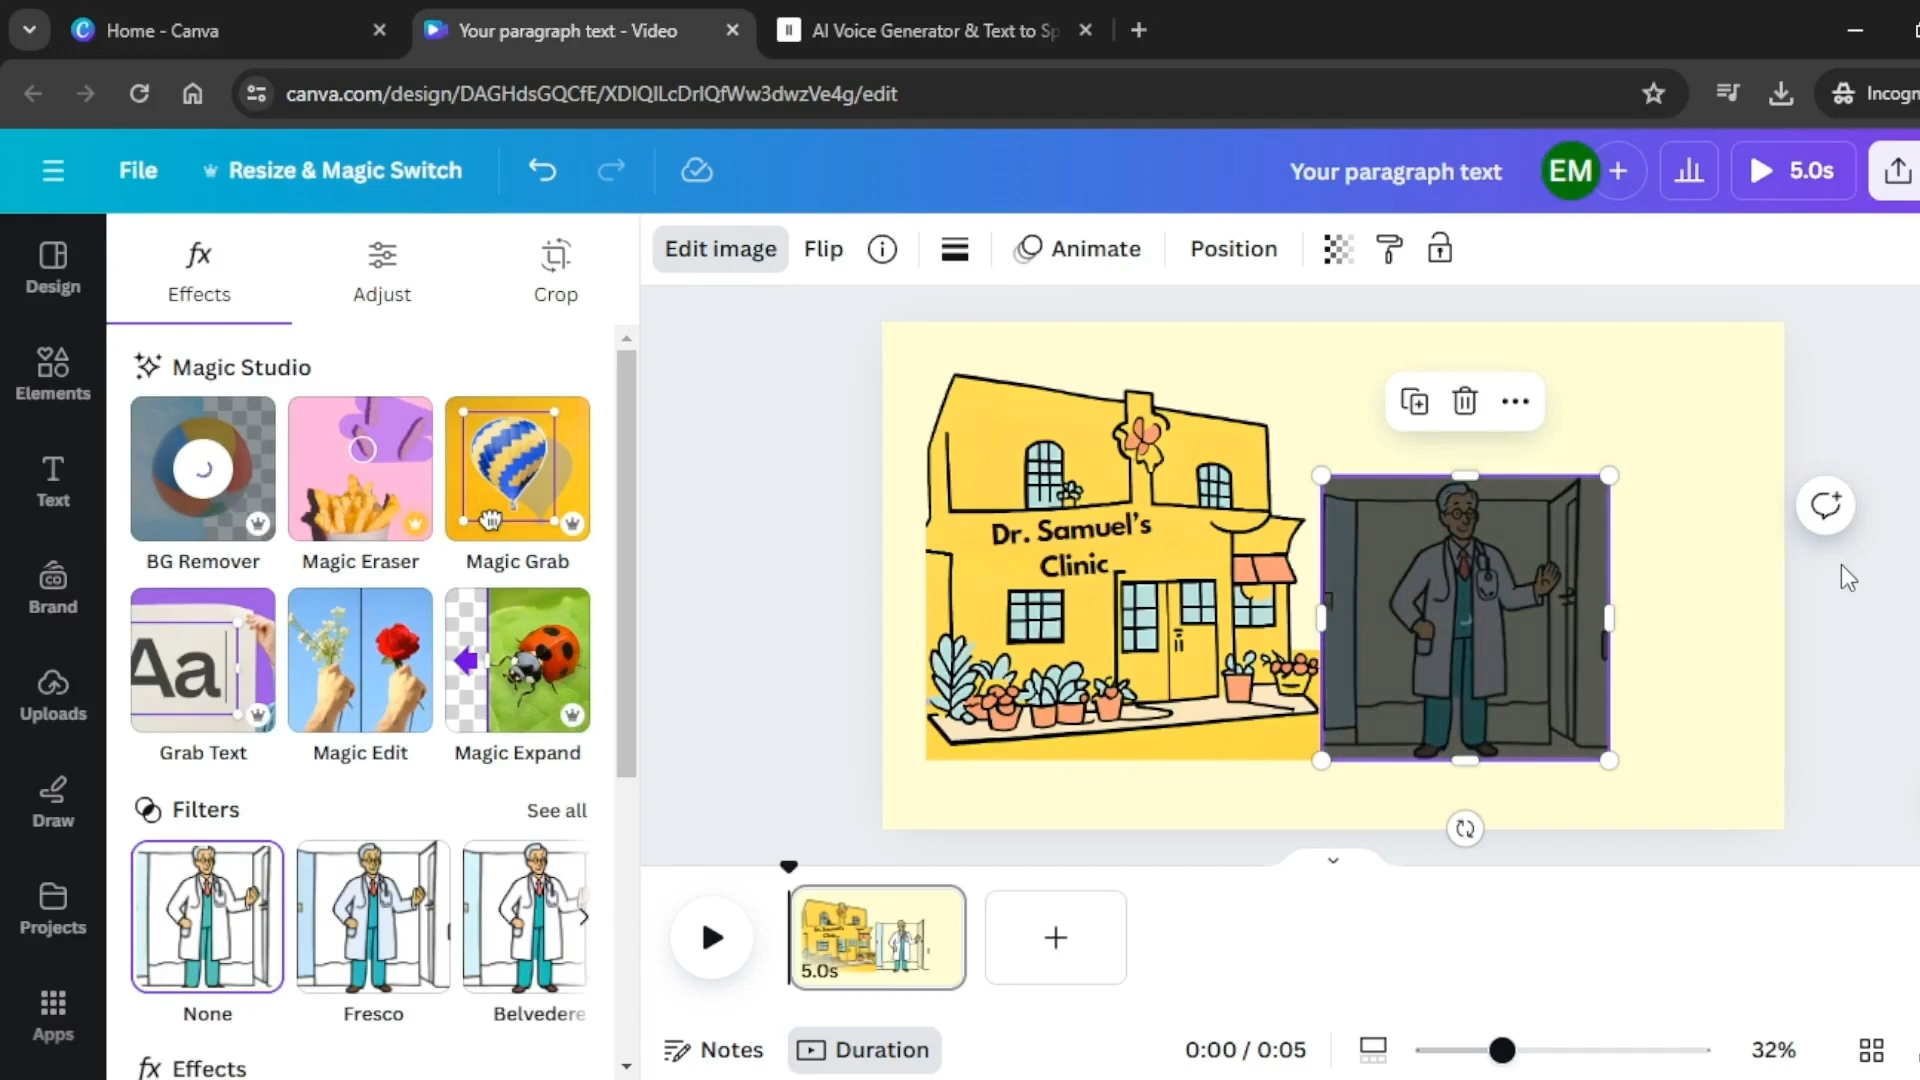 Home - Canva
Your paragraph text - Video
AI Voice Generator & Text to Sp
canva.com/design/DAGHdsGQCfE/XDIQILcDrIQfWw3dwzVe4g/edit
Incogn
File
Resize & Magic Switch
Your paragraph text
EM
5.0s
Design
Elements
Text
Brand
Uploads
Draw
Projects
Apps
Effects
Adjust
Crop
Magic Studio
BG Remover
Magic Eraser
Magic Grab
Aa
Grab Text
Magic Edit
Magic Expand
Filters
See all
None
Fresco
Belvedere
fx Effects
Edit image
Flip
Animate
Position
Dr. Samuel's
Clinic
5.0s
Notes
Duration
0:00 / 0:05
32%